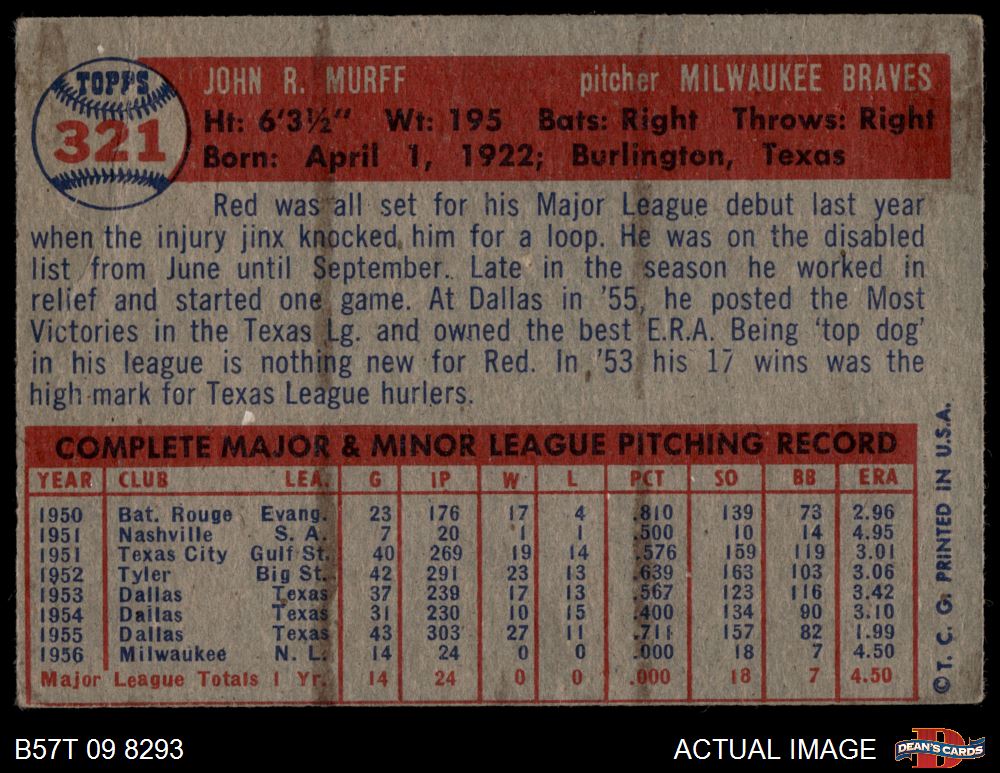 TOPPS
321
JOHN R. MURFF pitcher MILWAUKEE BRAVES
Ht: 6'3½" Wt: 195 Bats: Right Throws: Right
Born: April 1, 1922; Burlington, Texas
Red was all set for his Major League debut last year
when the injury jinx knocked him for a loop. He was on the disabled
list from June until September. Late in the season he worked in
relief and started one game. At Dallas in '55, he posted the Most
Victories in the Texas Lg. and owned the best E.R.A. Being 'top dog'
in his league is nothing new for Red. In '53 his 17 wins was the
high mark for Texas League hurlers.
COMPLETE MAJOR & MINOR LEAGUE PITCHING RECORD
YEAR CLUB LEA. G IP W L PCT SO BB ERA
1950 Bat. Rouge Evang. 23 176 17 4 .810 139 73 2.96
1951 Nashville S. A. 7 20 1 1 .500 10 14 4.95
1951 Texas City Gulf St. 40 269 19 14 .576 159 119 3.01
1952 Tyler Big St. 42 291 23 13 .639 163 103 3.06
1953 Dallas Texas 37 239 17 13 .567 123 116 3.42
1954 Dallas Texas 31 230 10 15 .400 134 90 3.10
1955 Dallas Texas 43 303 27 11 .711 157 82 1.99
1956 Milwaukee N. L. 14 24 0 0 .000 18 7 4.50
Major League Totals 1 Yr. 14 24 0 0 .000 18 7 4.50
© T. C. G. PRINTED IN U.S.A.
B57T 09 8293 ACTUAL IMAGE
DEAN'S CARDS